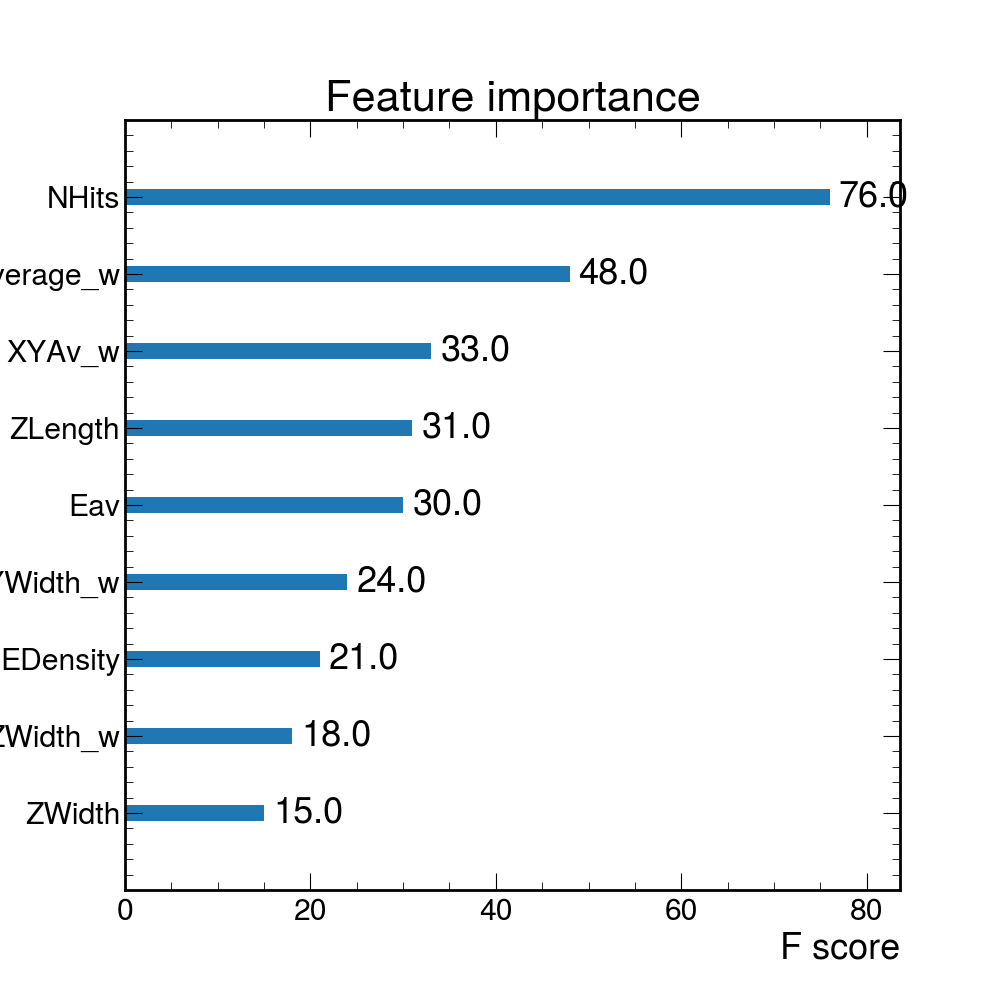 Feature importance
NHits 76.0
verage_w 48.0
XYAv_w 33.0
ZLength 31.0
Eav 30.0
YWidth_w 24.0
EDensity 21.0
ZWidth_w 18.0
ZWidth 15.0
0 20 40 60 80
F score